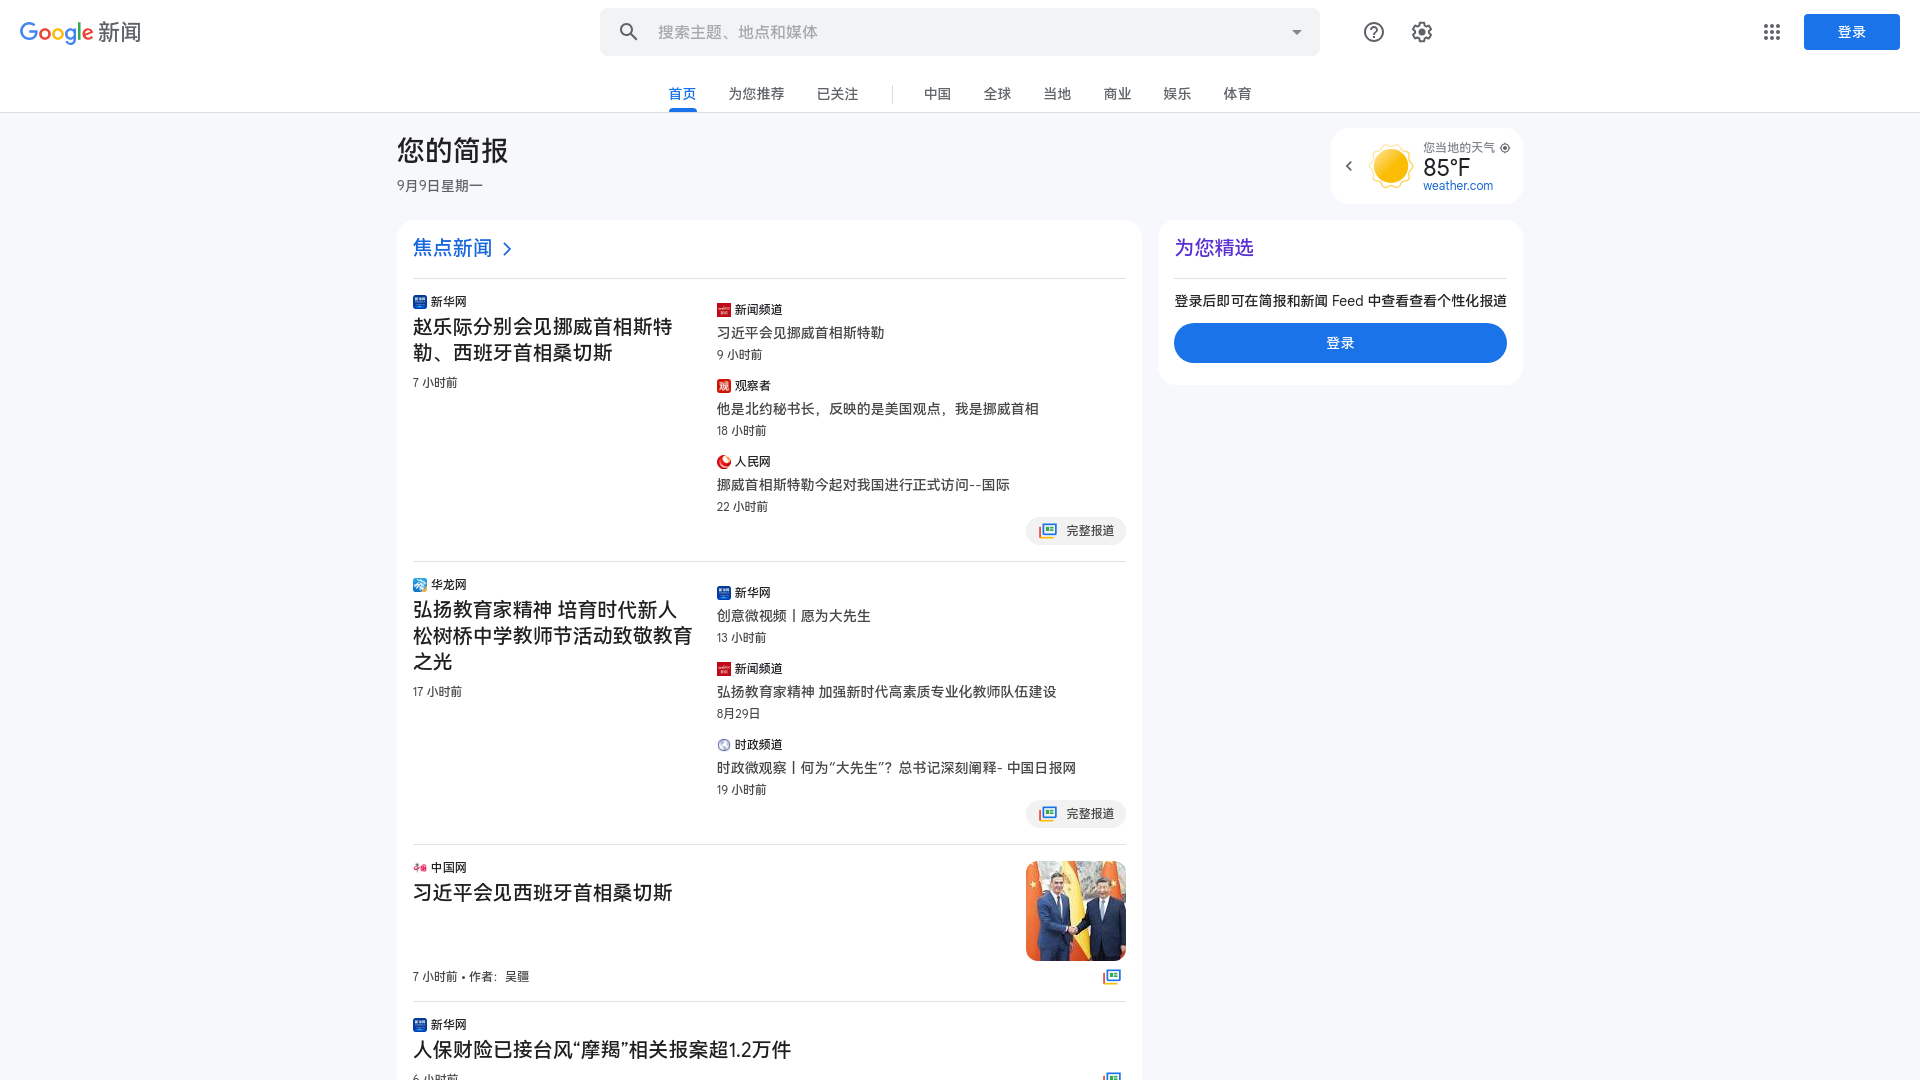 Google 新闻
搜索主题、地点和媒体
登录
首页
为您推荐
已关注
中国
全球
当地
商业
娱乐
体育
您的简报
9月9日星期一
您当地的天气
85°F
weather.com
焦点新闻
新华网
赵乐际分别会见挪威首相斯特
勒、西班牙首相桑切斯
7 小时前
新闻频道
习近平会见挪威首相斯特勒
9 小时前
观察者
他是北约秘书长，反映的是美国观点，我是挪威首相
18 小时前
人民网
挪威首相斯特勒今起对我国进行正式访问--国际
22 小时前
完整报道
华龙网
弘扬教育家精神 培育时代新人
松树桥中学教师节活动致敬教育
之光
17 小时前
新华网
创意微视频丨愿为大先生
13 小时前
新闻频道
弘扬教育家精神 加强新时代高素质专业化教师队伍建设
8月29日
时政频道
时政微观察丨何为“大先生”？总书记深刻阐释- 中国日报网
19 小时前
完整报道
中国网
习近平会见西班牙首相桑切斯
7 小时前 • 作者：吴疆
新华网
人保财险已接台风“摩羯”相关报案超1.2万件
6 小时前
为您精选
登录后即可在简报和新闻 Feed 中查看查看个性化报道
登录